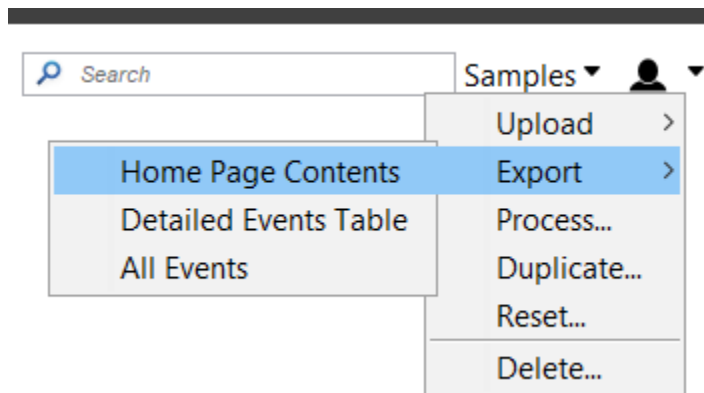 Search
Samples
Upload
Home Page Contents
Export
Detailed Events Table
Process...
All Events
Duplicate...
Reset...
Delete...